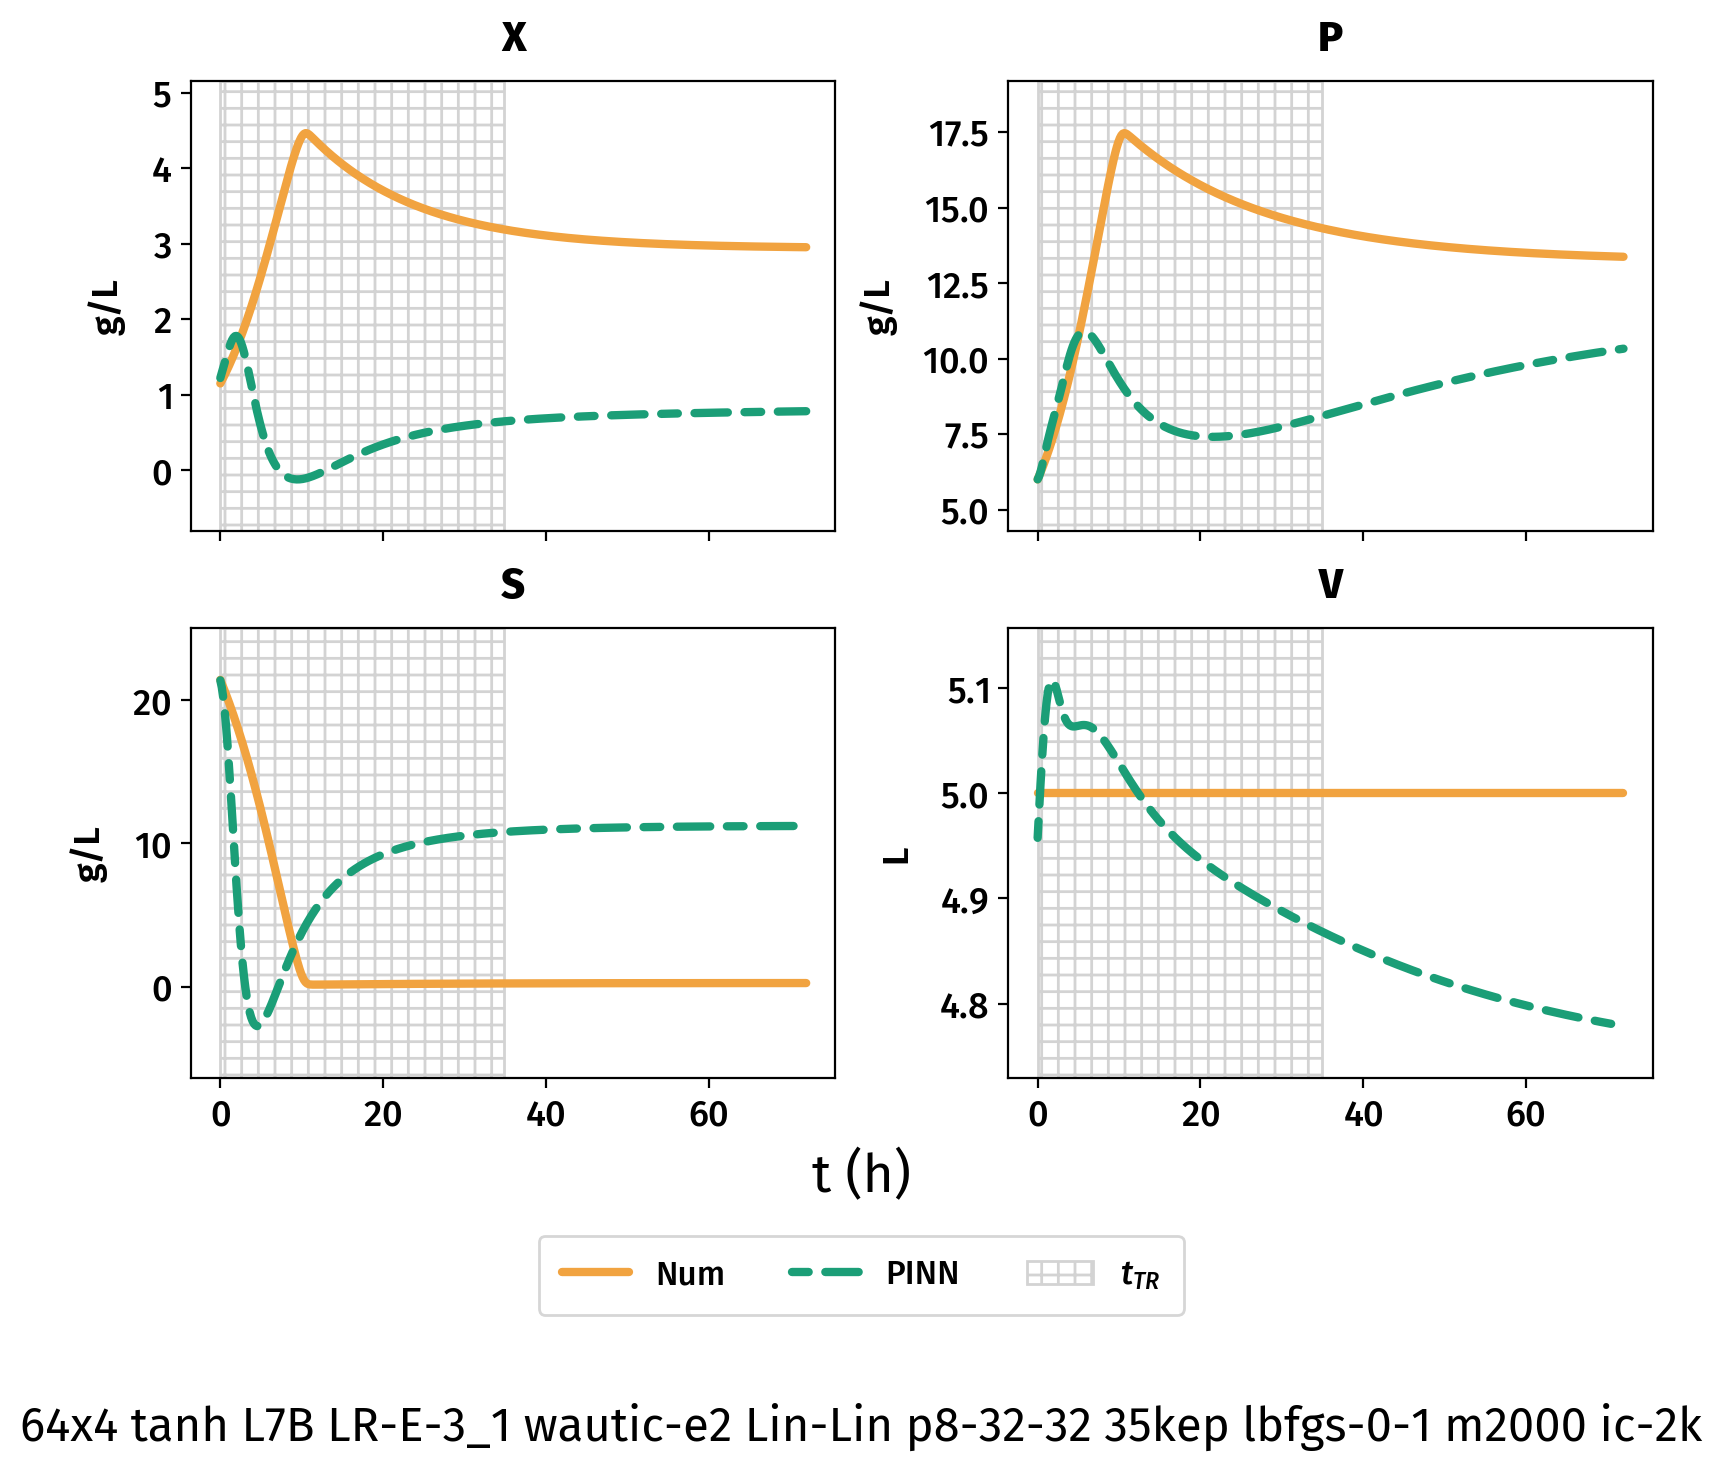 X
P
5
4
3
2
1
0
g/L
17.5
15.0
12.5
10.0
7.5
5.0
g/L
S
V
20
10
0
g/L
5.1
5.0
4.9
4.8
L
0 20 40 60
0 20 40 60
t (h)
Num PINN tTR
64x4 tanh L7B LR-E-3_1 wautic-e2 Lin-Lin p8-32-32 35kep lbfgs-0-1 m2000 ic-2k